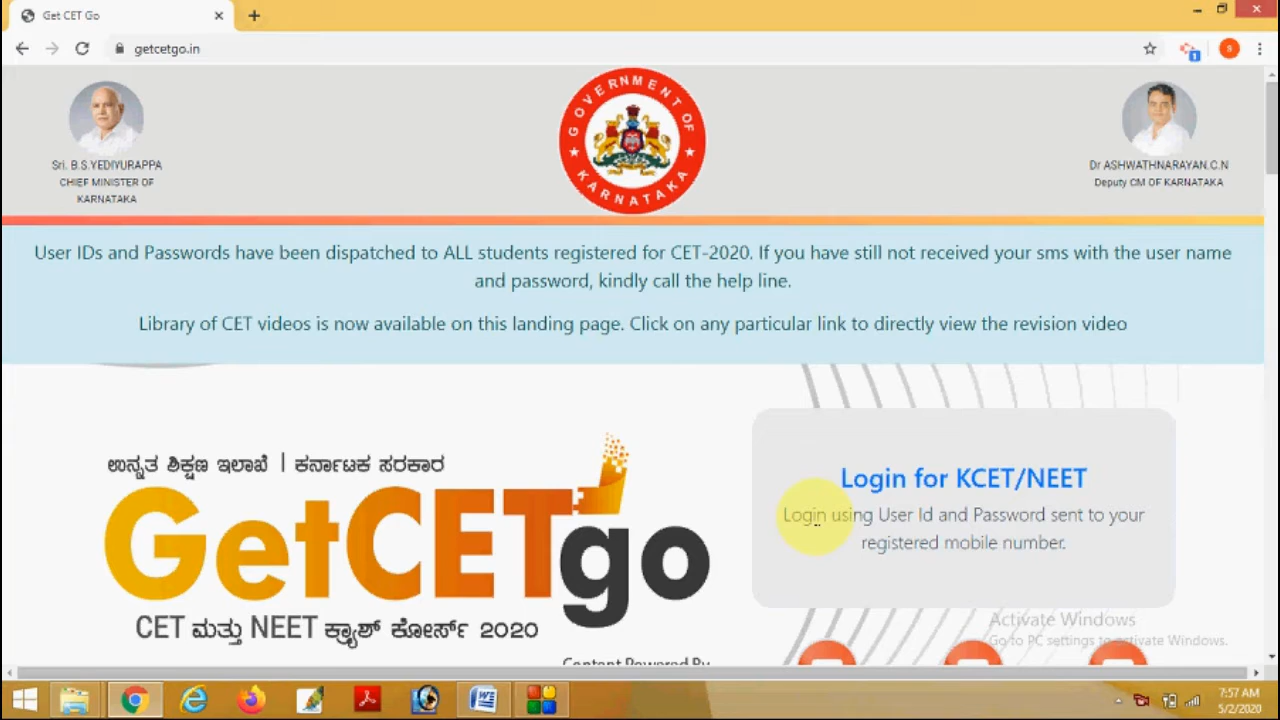 Get CET Go
getcetgo.in
GOVERNMENT OF KARNATAKA
Sri. B.S.YEDIYURAPPA
CHIEF MINISTER OF
KARNATAKA
Dr ASHWATHNARAYAN.C.N
Deputy CM OF KARNATAKA
User IDs and Passwords have been dispatched to ALL students registered for CET-2020. If you have still not received your sms with the user name
and password, kindly call the help line.
Library of CET videos is now available on this landing page. Click on any particular link to directly view the revision video
ಉನ್ನತ ಶಿಕ್ಷಣ ಇಲಾಖೆ | ಕರ್ನಾಟಕ ಸರಕಾರ
GetCETgo
CET ಮತ್ತು NEET ಕ್ರ್ಯಾಶ್ ಕೋರ್ಸ್ 2020
Content Powered By
Login for KCET/NEET
Login using User Id and Password sent to your
registered mobile number.
Activate Windows
Go to PC settings to activate Windows.
7:57 AM
5/2/2020